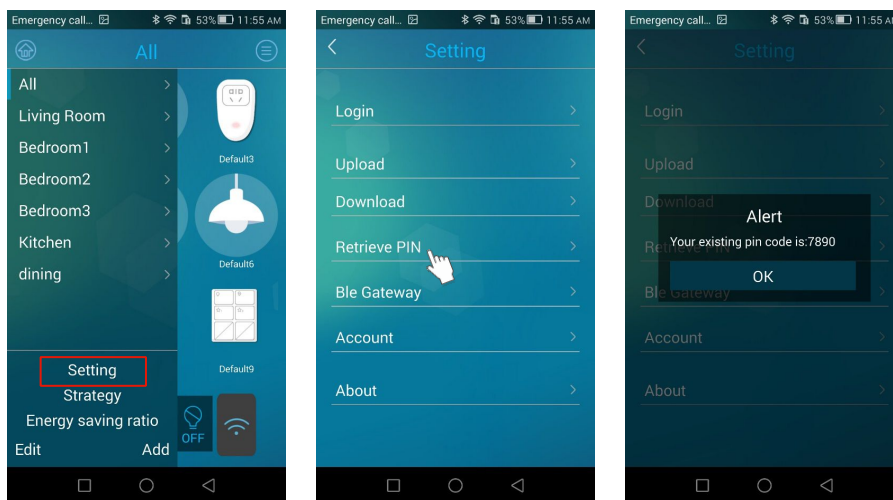 Emergency call... 53% 11:55 AM
All
All
Living Room
Bedroom1
Bedroom2
Bedroom3
Kitchen
dining
Default3
Default6
Default9
Setting
Strategy
Energy saving ratio
Edit Add
OFF
Emergency call... 53% 11:55 AM
Setting
Login
Upload
Download
Retrieve PIN
Ble Gateway
Account
About
Emergency call... 53% 11:55 AM
Setting
Login
Upload
Download
Alert
Your existing pin code is:7890
Retrieve PIN
OK
Ble Gateway
Account
About